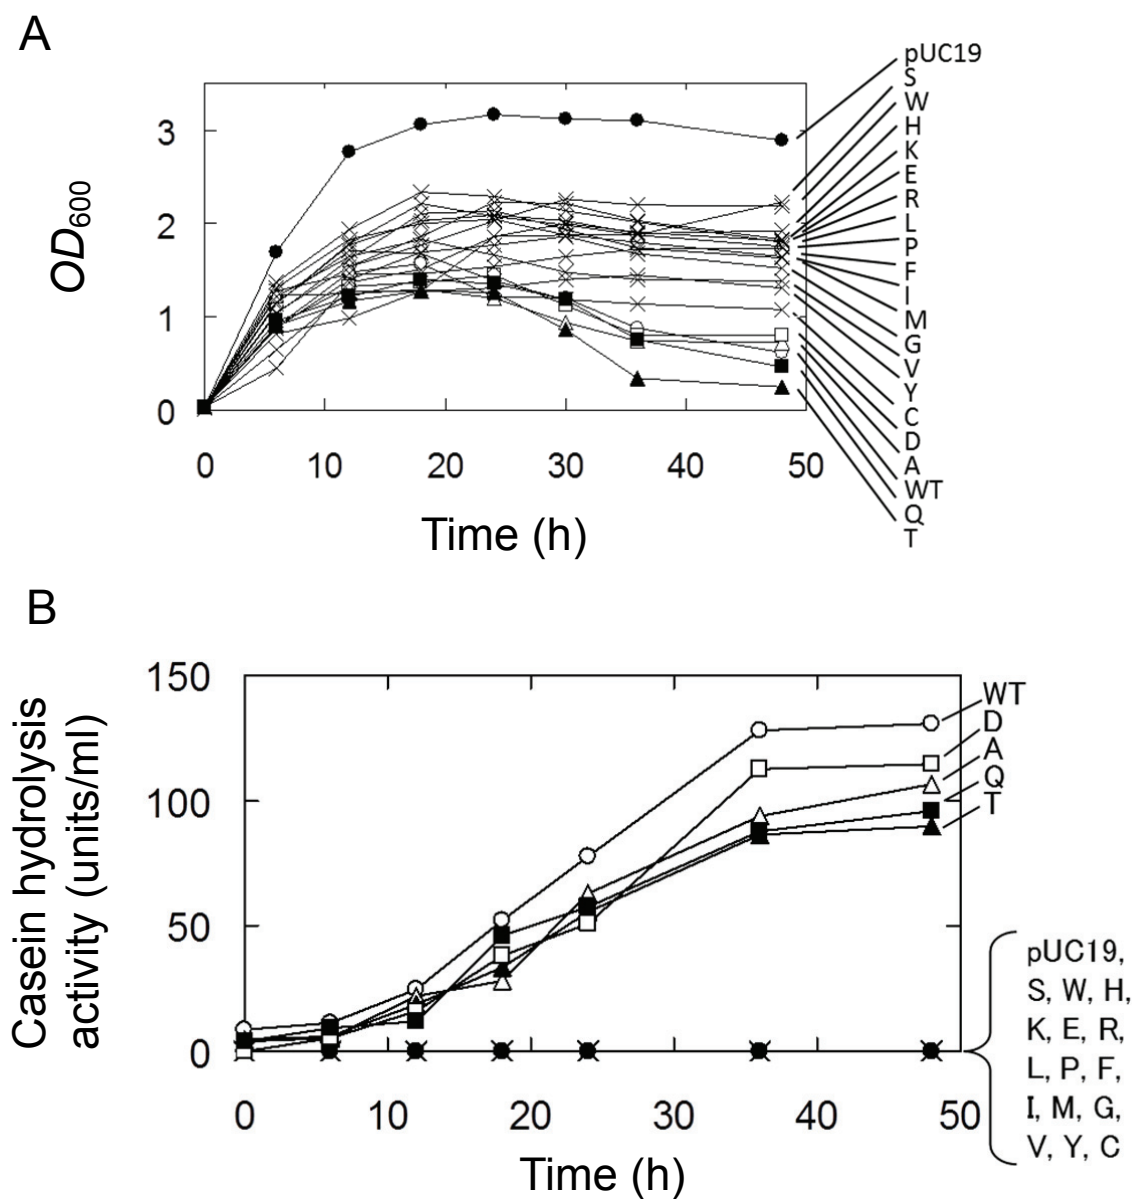 A
OD600
3
2
1
0
0 10 20 30 40 50
Time (h)
pUC19
S
W
H
K
E
R
L
P
F
I
M
G
V
Y
C
D
A
WT
Q
T
B
Casein hydrolysis
activity (units/ml)
150
100
50
0
0 10 20 30 40 50
Time (h)
WT
D
A
Q
T
pUC19,
S, W, H,
K, E, R,
L, P, F,
I, M, G,
V, Y, C